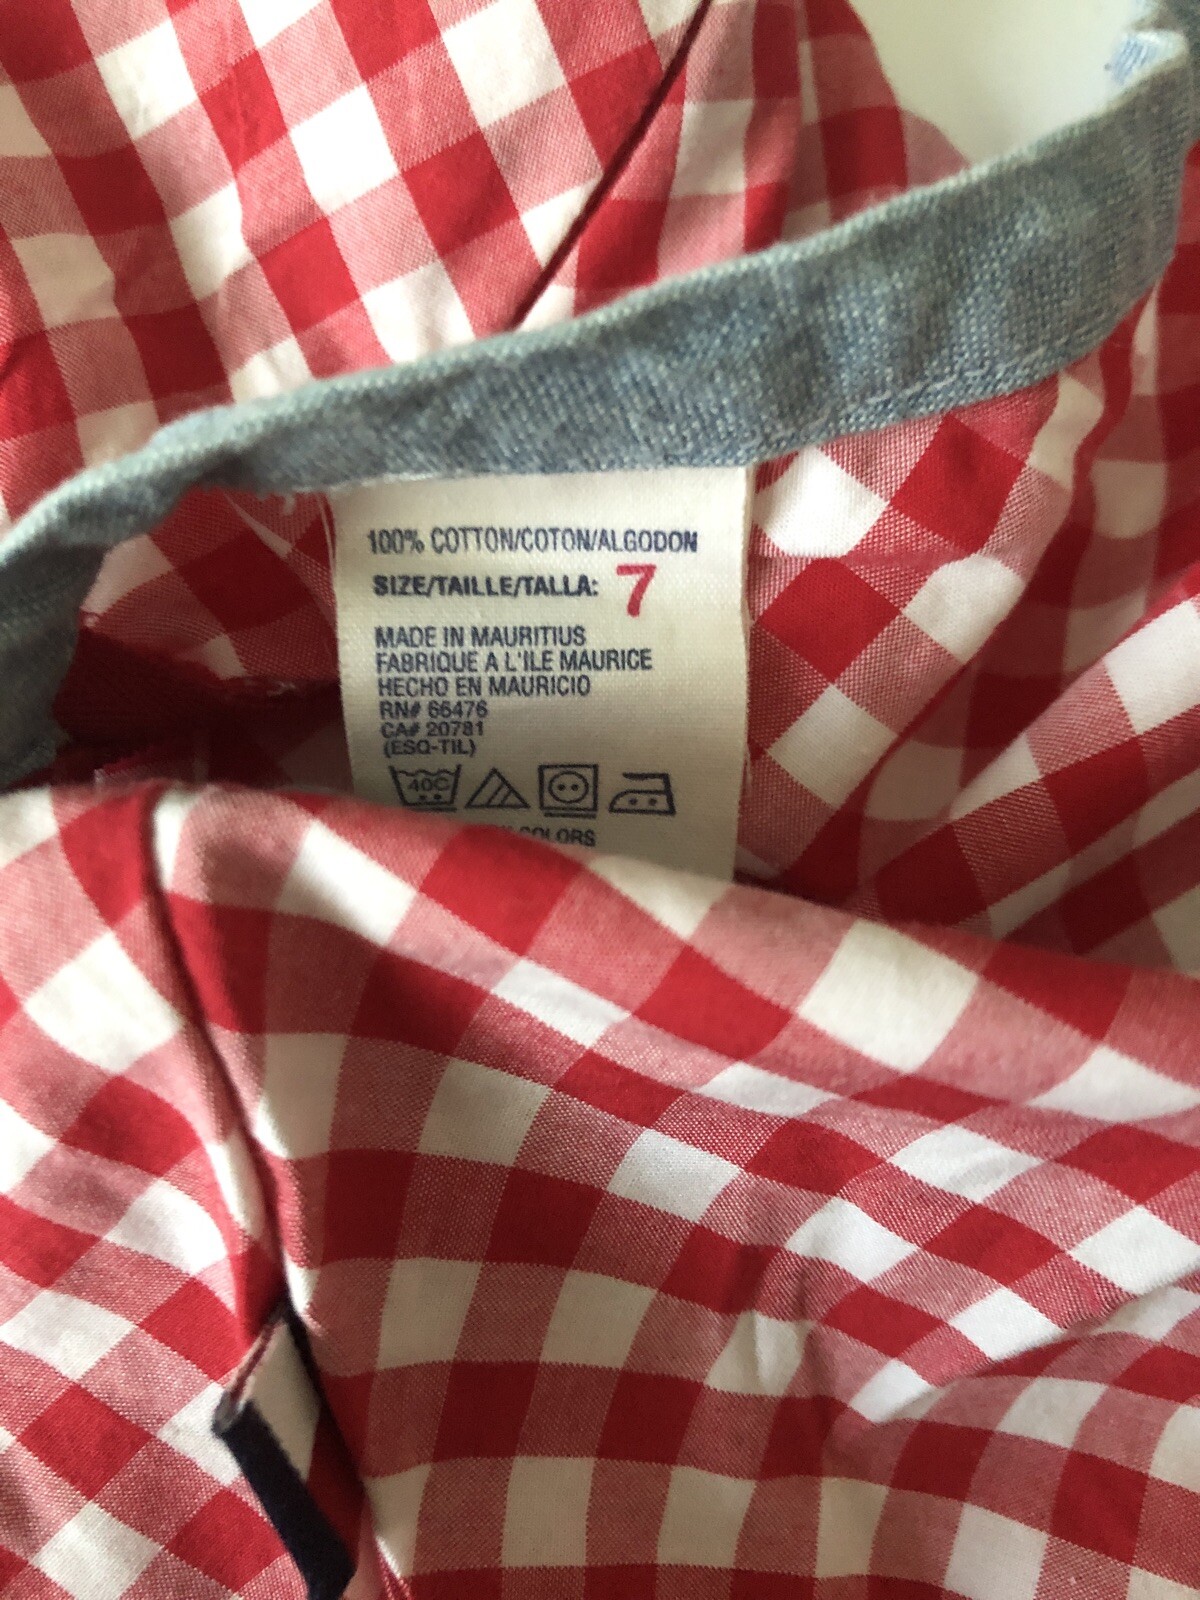 100% COTTON/COTON/ALGODON
SIZE/TAILLE/TALLA: 7
MADE IN MAURITIUS
FABRIQUE A L'ILE MAURICE
HECHO EN MAURICIO
RN# 66476
CA# 20781
(ESQ-TIL)
40C
COLORS